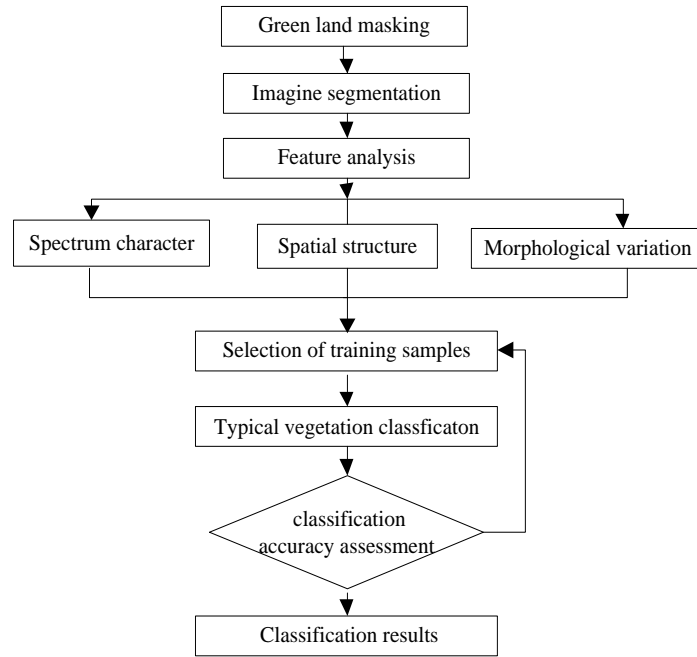 Green land masking
Imagine segmentation
Feature analysis
Spectrum character
Spatial structure
Morphological variation
Selection of training samples
Typical vegetation classficaton
classification
accuracy assessment
Classification results